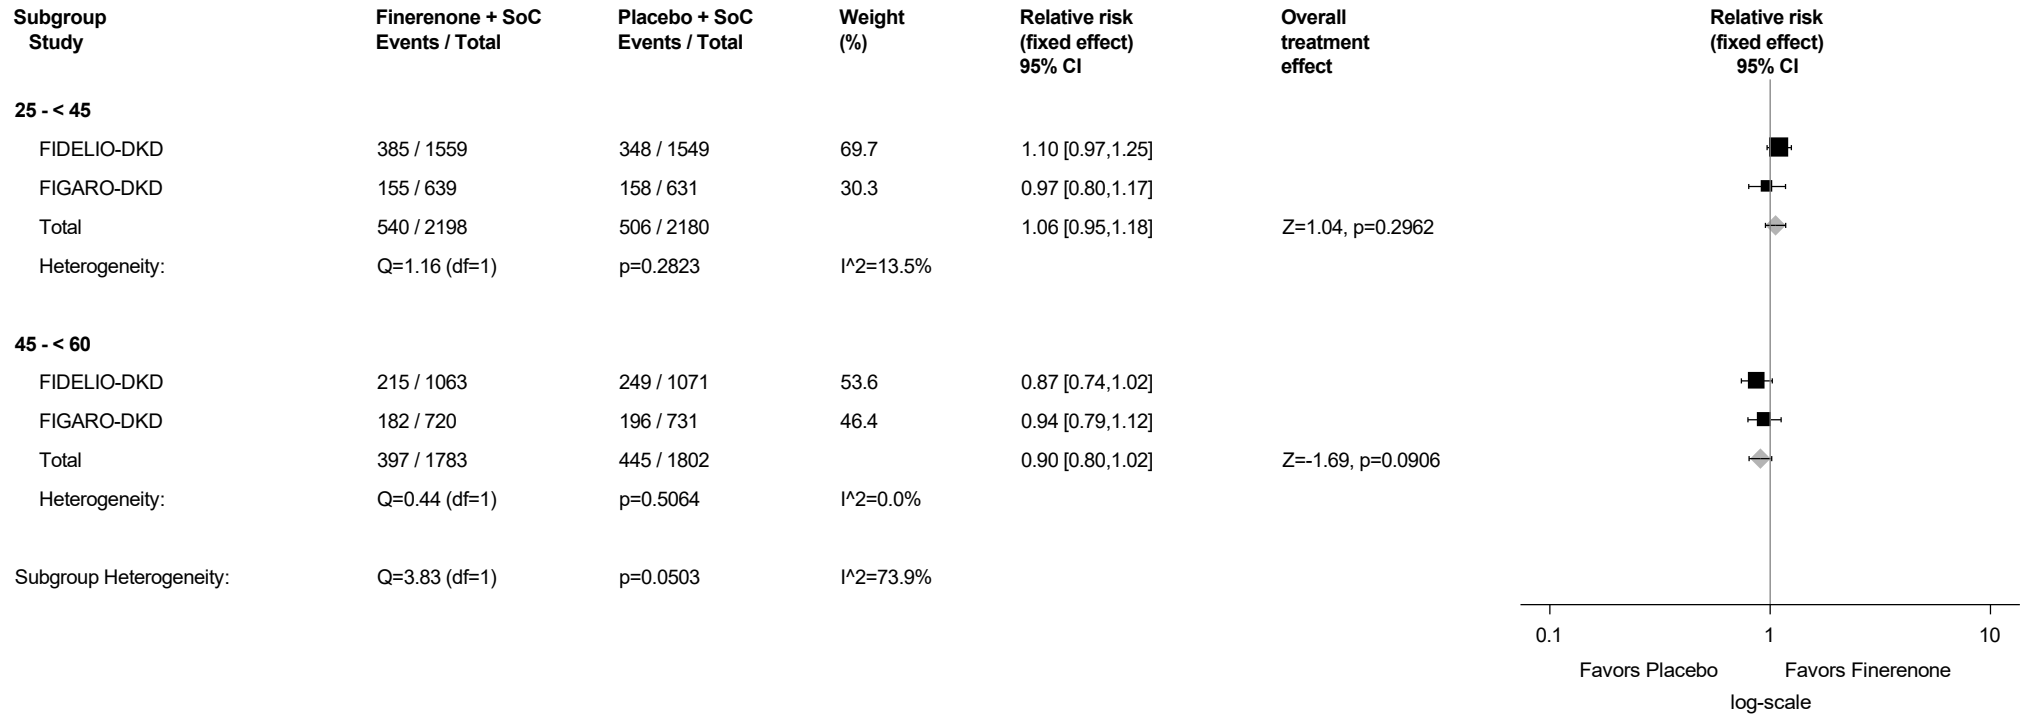 Subgroup Finerenone + SoC Placebo + SoC Weight Relative risk Overall Relative risk
Study Events / Total Events / Total (%) (fixed effect) treatment (fixed effect)
95% CI effect 95% CI
25 - < 45
FIDELIO-DKD 385 / 1559 348 / 1549 69.7 1.10 [0.97,1.25]
FIGARO-DKD 155 / 639 158 / 631 30.3 0.97 [0.80,1.17]
Total 540 / 2198 506 / 2180 1.06 [0.95,1.18] Z=1.04, p=0.2962
Heterogeneity: Q=1.16 (df=1) p=0.2823 I^2=13.5%
45 - < 60
FIDELIO-DKD 215 / 1063 249 / 1071 53.6 0.87 [0.74,1.02]
FIGARO-DKD 182 / 720 196 / 731 46.4 0.94 [0.79,1.12]
Total 397 / 1783 445 / 1802 0.90 [0.80,1.02] Z=-1.69, p=0.0906
Heterogeneity: Q=0.44 (df=1) p=0.5064 I^2=0.0%
Subgroup Heterogeneity: Q=3.83 (df=1) p=0.0503 I^2=73.9%
0.1 1 10
Favors Placebo Favors Finerenone
log-scale